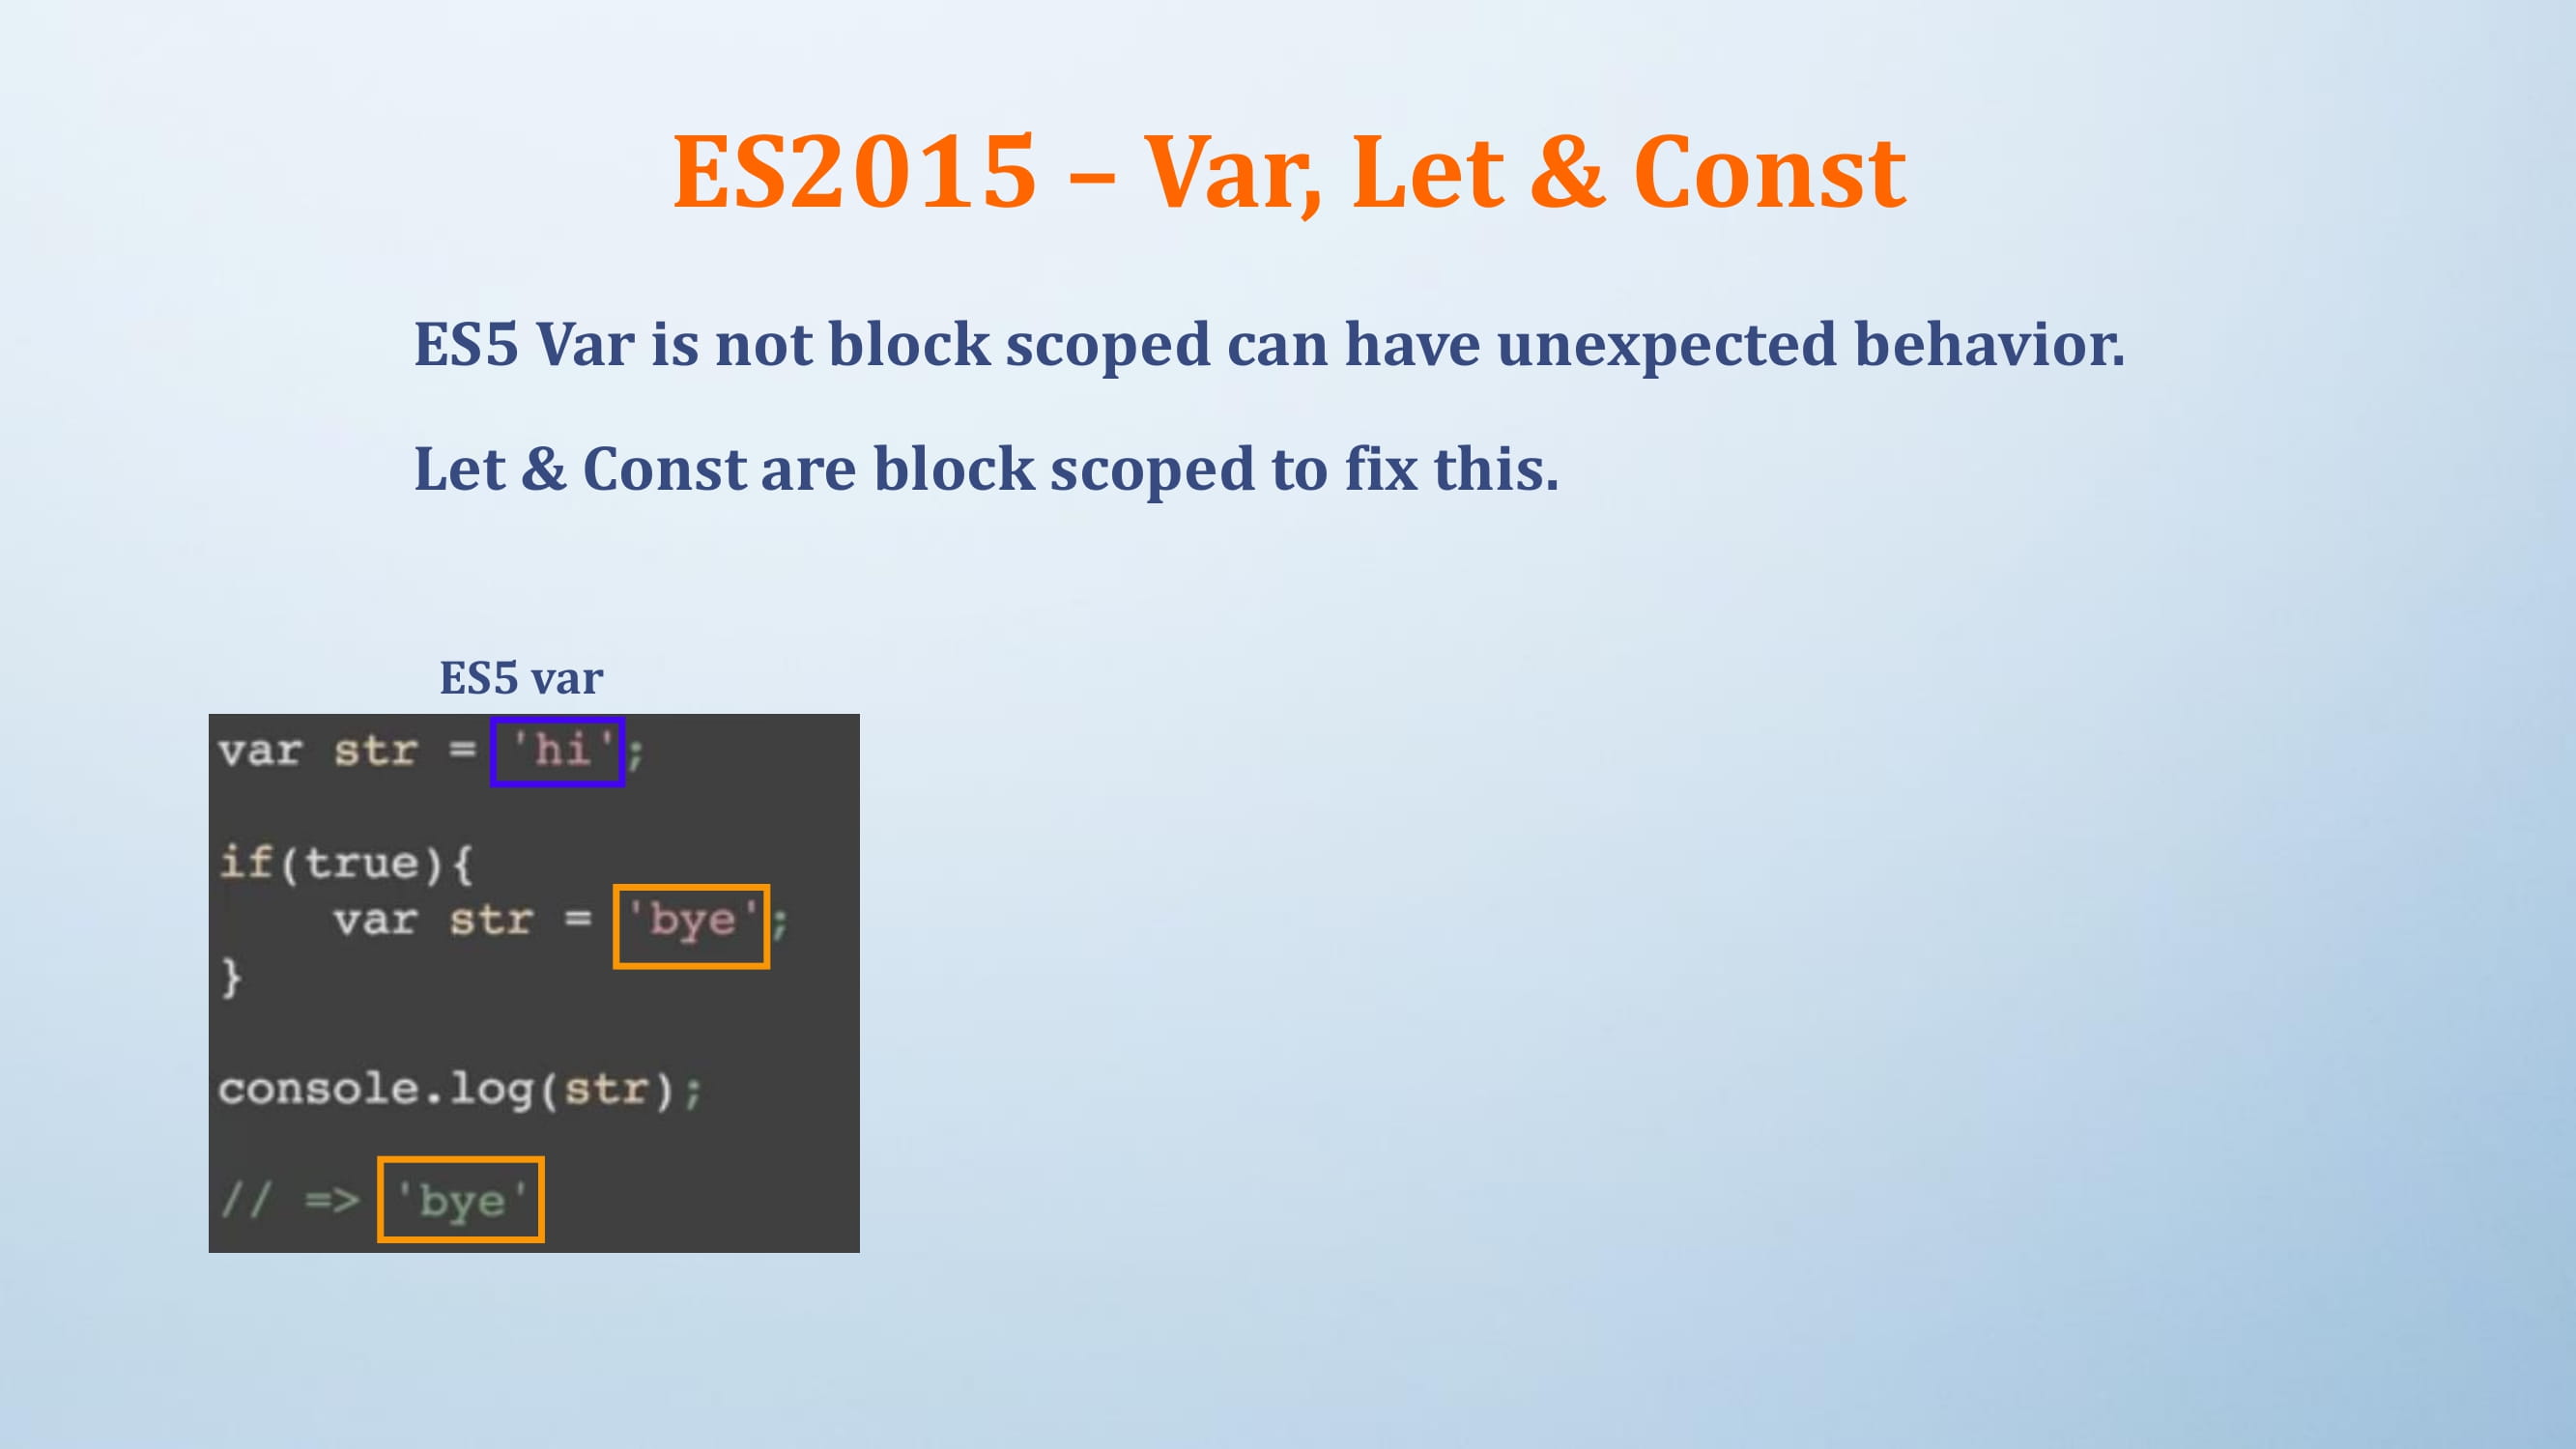 ES2015 – Var, Let & Const
ES5 Var is not block scoped can have unexpected behavior.
Let & Const are block scoped to fix this.
ES5 var
var str = 'hi';
if(true){
    var str = 'bye';
}
console.log(str);
// => 'bye'